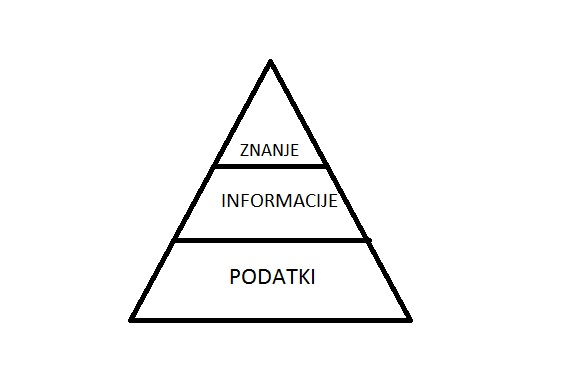 ZNANJE
INFORMACIJE
PODATKI